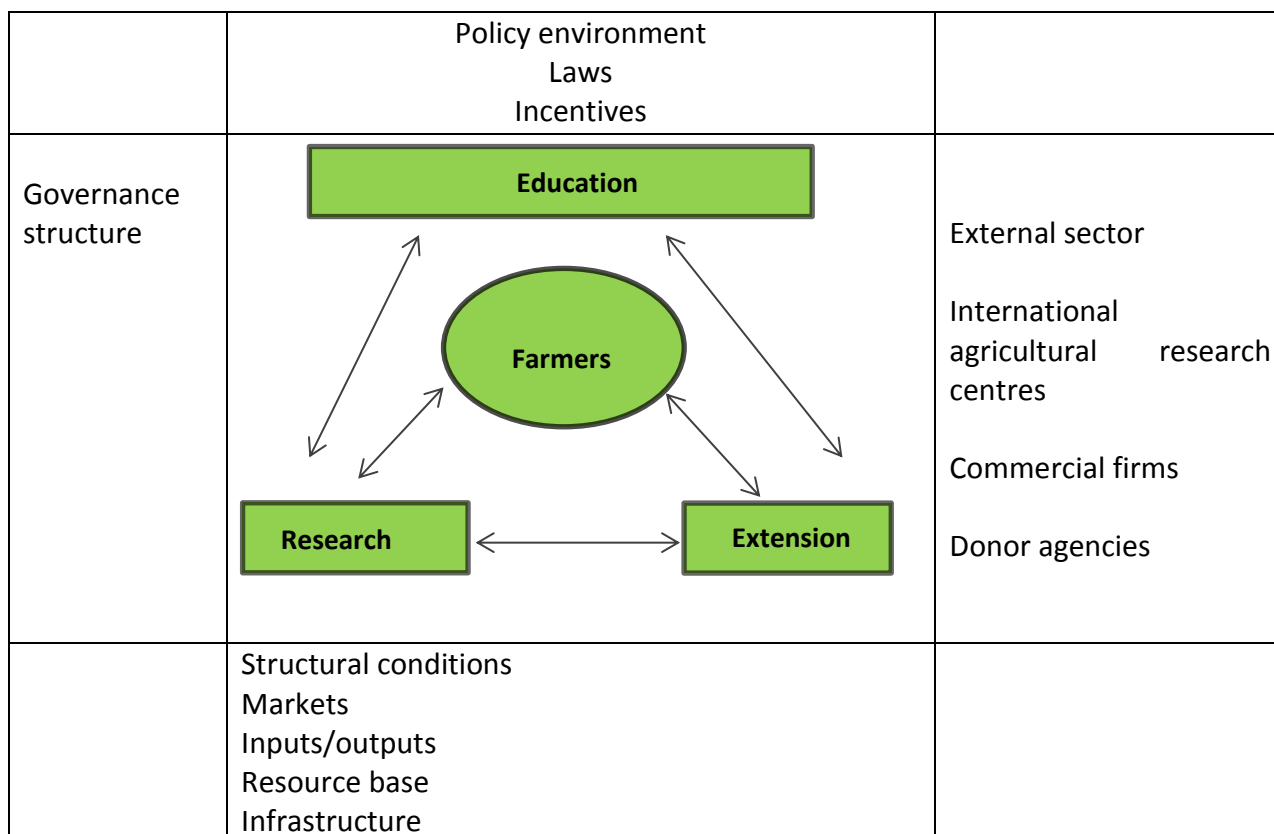 Policy environment
Laws
Incentives
Governance
structure
Education
Farmers
Research
Extension
External sector
International
agricultural research
centres
Commercial firms
Donor agencies
Structural conditions
Markets
Inputs/outputs
Resource base
Infrastructure